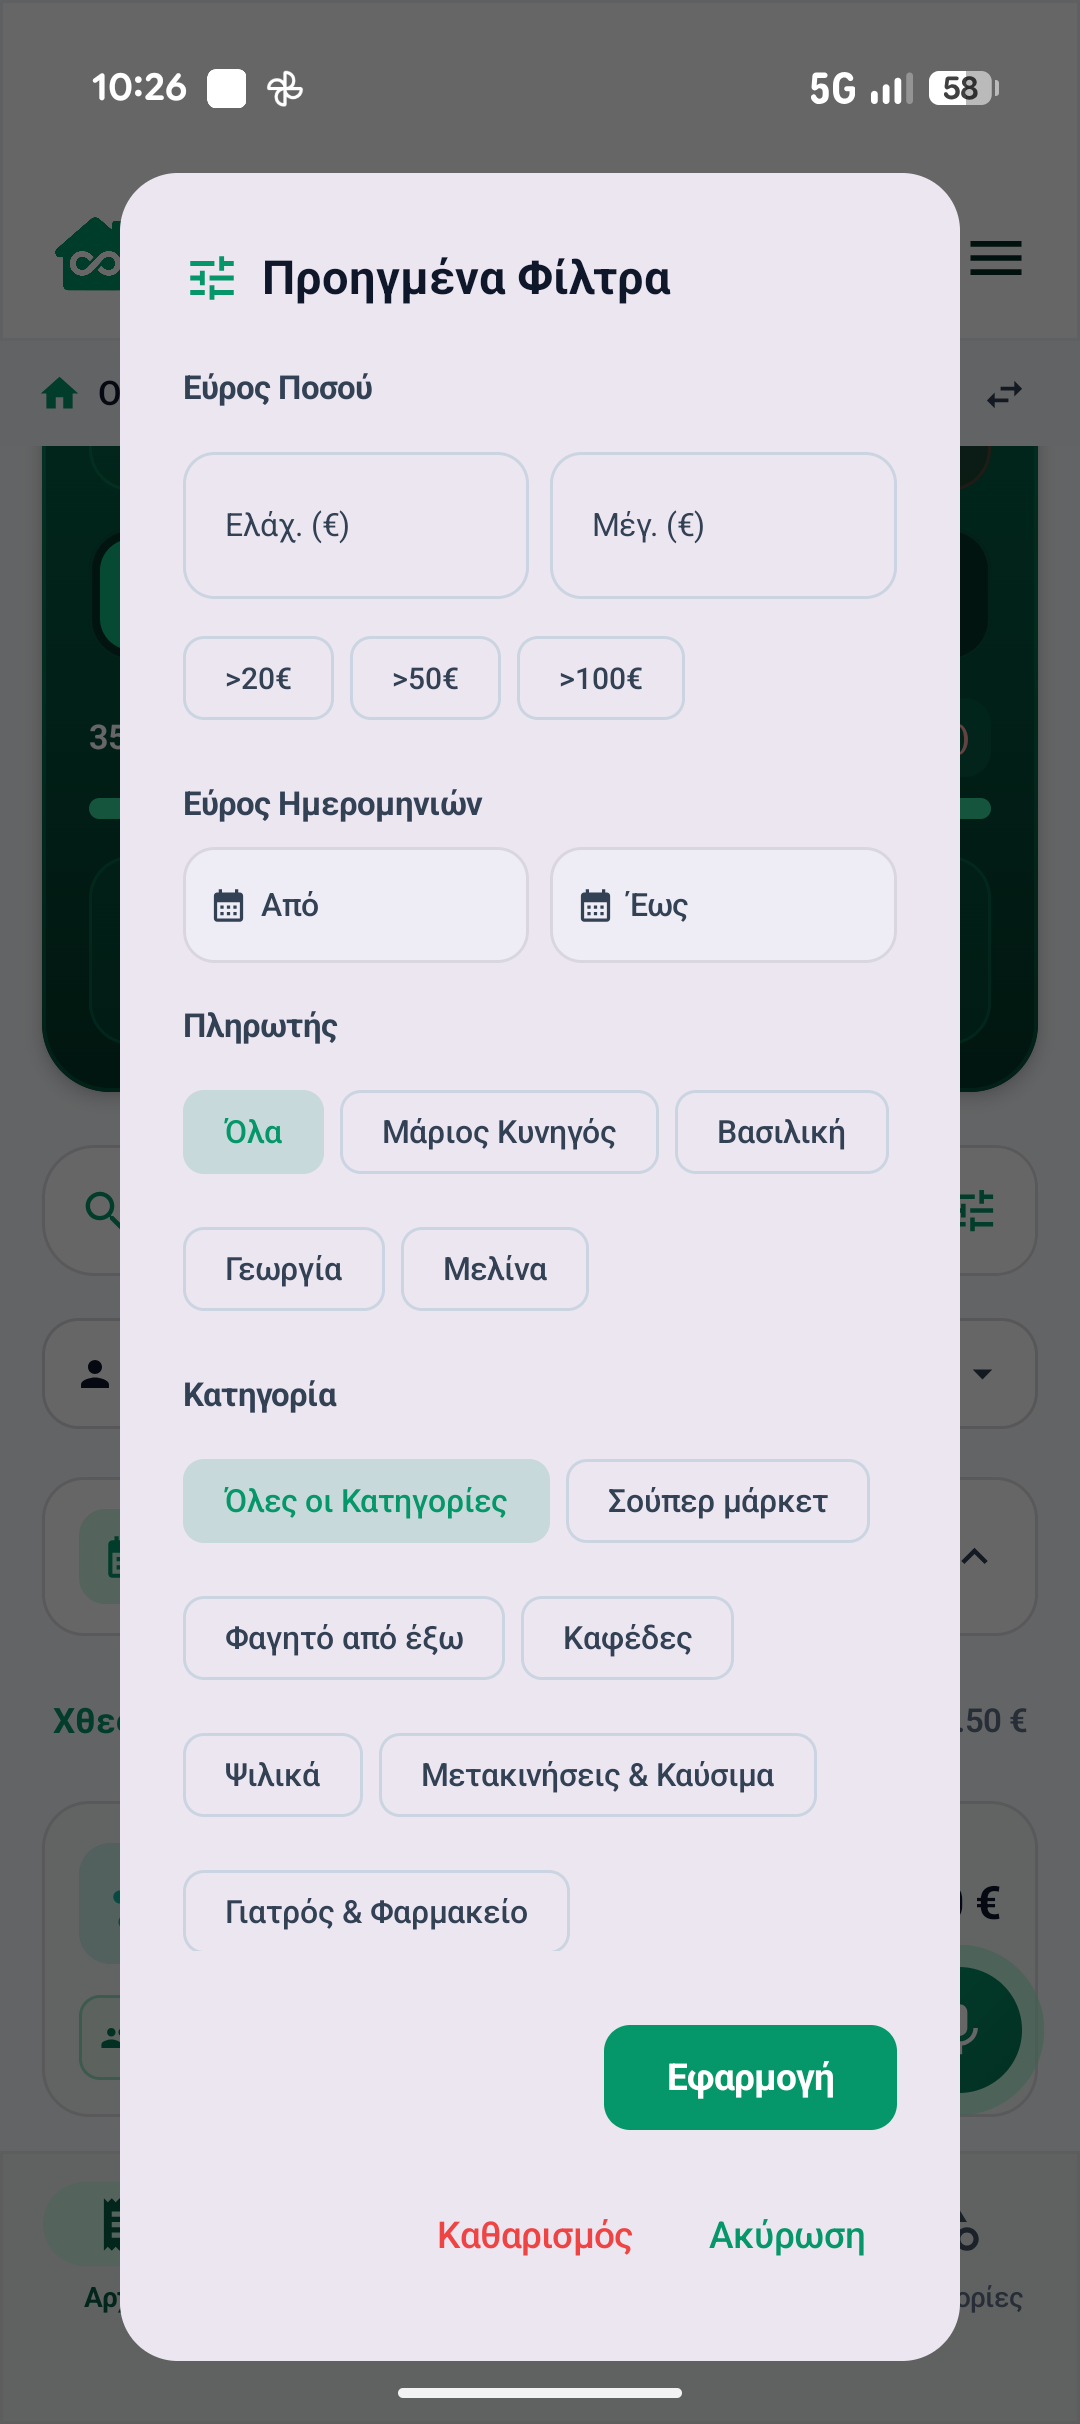 10:26 5G 58
Προηγμένα Φίλτρα
Εύρος Ποσού
Ελάχ. (€) Μέγ. (€)
>20€ >50€ >100€
Εύρος Ημερομηνιών
Από Έως
Πληρωτής
Όλα Μάριος Κυνηγός Βασιλική
Γεωργία Μελίνα
Κατηγορία
Όλες οι Κατηγορίες Σούπερ μάρκετ
Φαγητό από έξω Καφέδες
.50 €
Ψιλικά Μετακινήσεις & Καύσιμα
€
Γιατρός & Φαρμακείο
Εφαρμογή
Καθαρισμός Ακύρωση